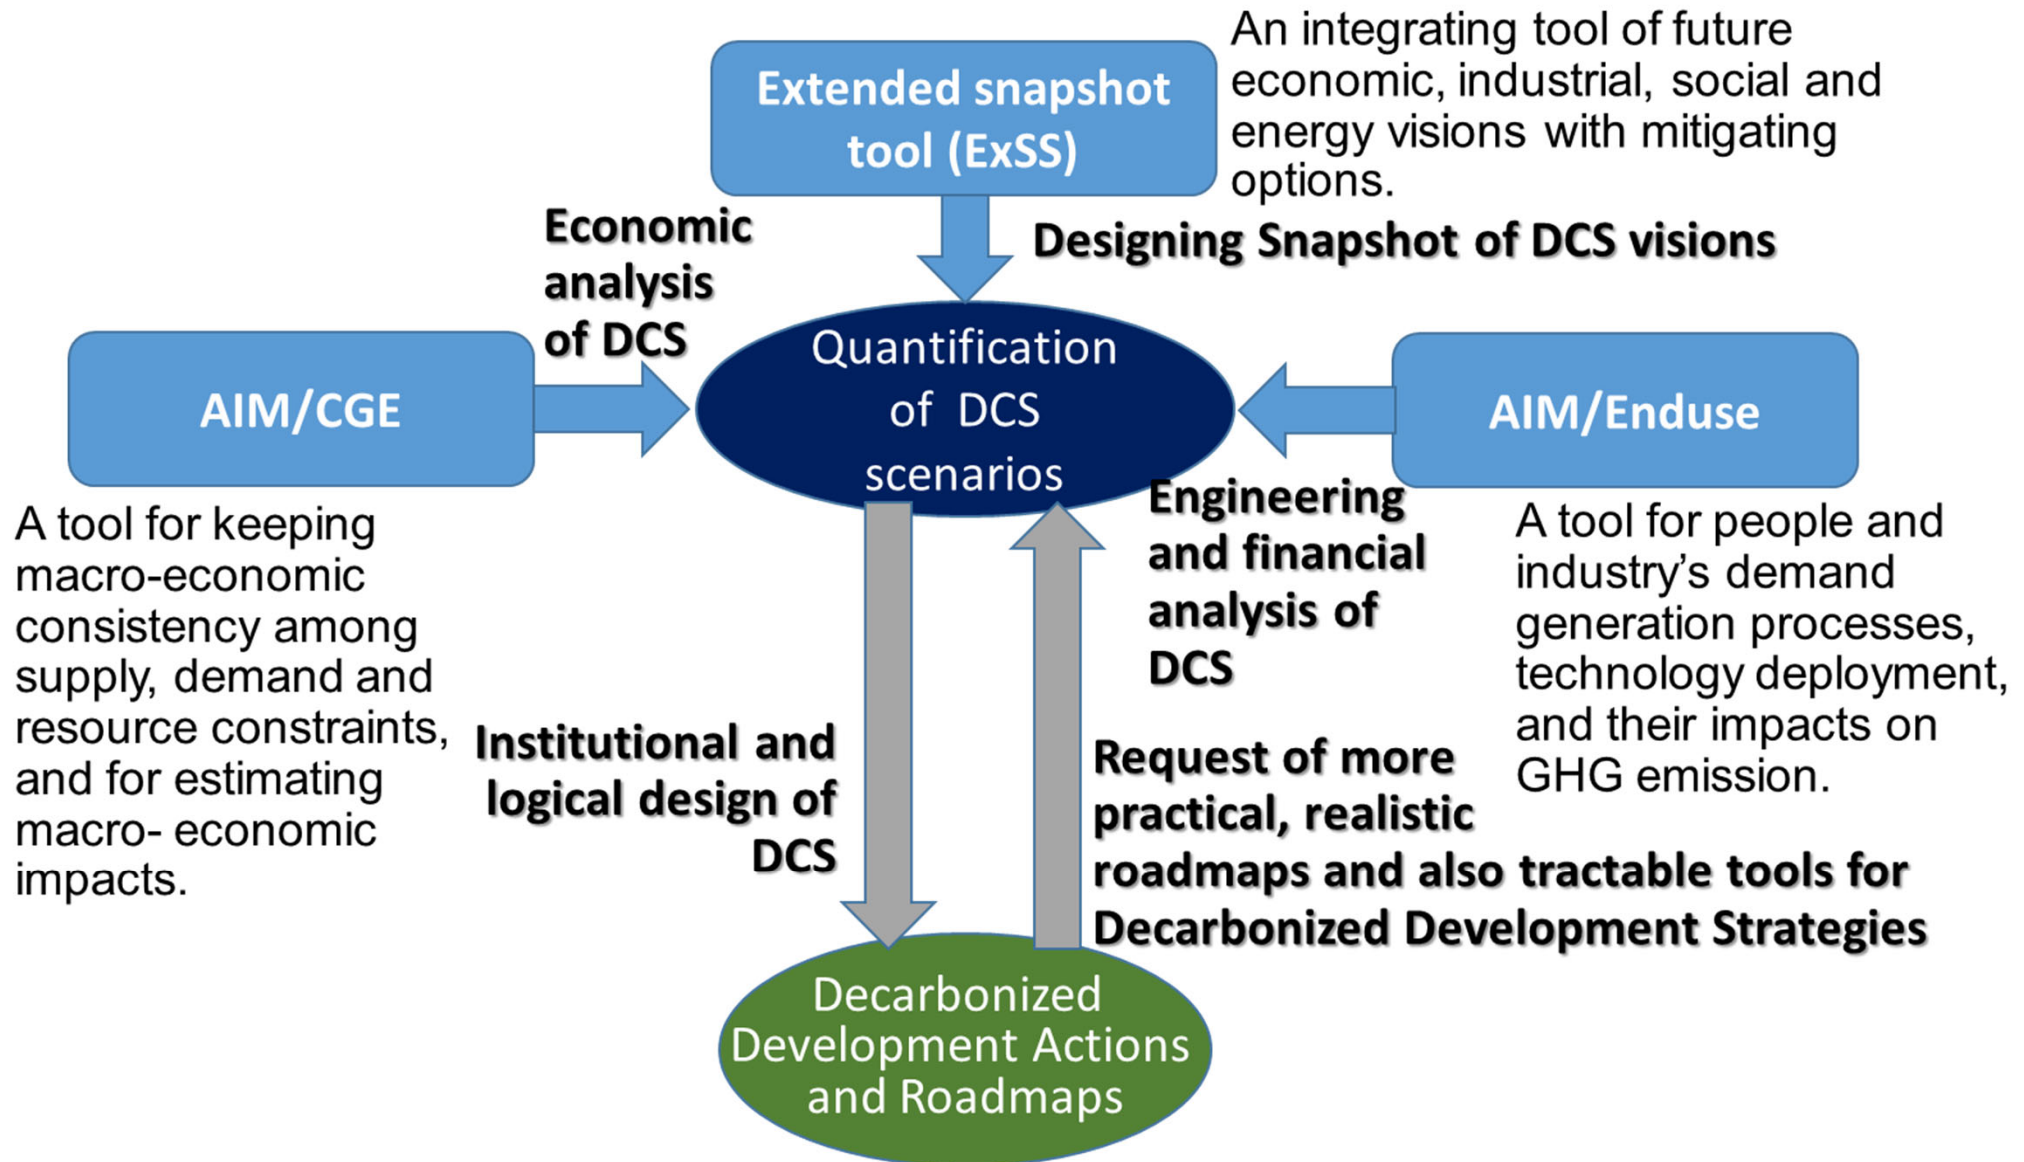 Extended snapshot
tool (ExSS)
An integrating tool of future
economic, industrial, social and
energy visions with mitigating
options.
Designing Snapshot of DCS visions
Economic
analysis
of DCS
AIM/CGE
Quantification
of DCS
scenarios
AIM/Enduse
A tool for keeping
macro-economic
consistency among
supply, demand and
resource constraints,
and for estimating
macro- economic
impacts.
Engineering
and financial
analysis of
DCS
A tool for people and
industry’s demand
generation processes,
technology deployment,
and their impacts on
GHG emission.
Institutional and
logical design of
DCS
Request of more
practical, realistic
roadmaps and also tractable tools for
Decarbonized Development Strategies
Decarbonized
Development Actions
and Roadmaps